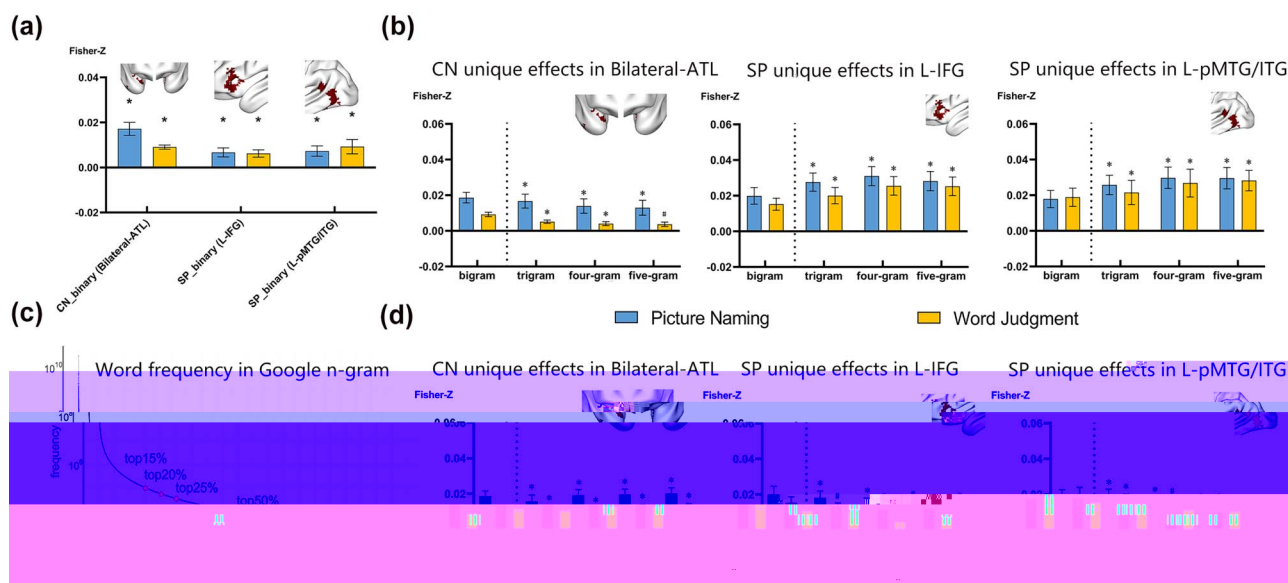 (a)
Fisher-Z
0.04
*
*
*
*
*
*
0.02
0.00
-0.02
CN_binary (Bilateral-ATL)
SP_binary (L-IFG)
SP_binary (L-pMTG/ITG)
(b)
CN unique effects in Bilateral-ATL
Fisher-Z
0.06
0.04
0.02
0.00
-0.02
*
*
*
*
*
#
bigram
trigram
four-gram
five-gram
SP unique effects in L-IFG
Fisher-Z
0.06
0.04
0.02
0.00
-0.02
*
*
*
*
*
*
bigram
trigram
four-gram
five-gram
SP unique effects in L-pMTG/ITG
Fisher-Z
0.06
0.04
0.02
0.00
-0.02
*
*
*
*
*
*
bigram
trigram
four-gram
five-gram
Picture Naming
Word Judgment
(c)
Word frequency in Google n-gram
10^10
frequency
top15%
top20%
top25%
top50%
(d)
CN unique effects in Bilateral-ATL
Fisher-Z
0.06
0.04
0.02
SP unique effects in L-IFG
Fisher-Z
0.06
0.04
0.02
SP unique effects in L-pMTG/ITG
Fisher-Z
0.06
0.04
0.02